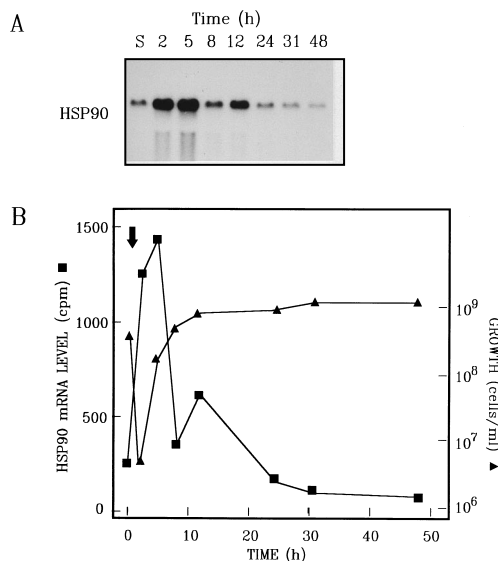 A
Time (h)
S 2 5 8 12 24 31 48
HSP90
B
HSP90 mRNA LEVEL (cpm)
1500
1000
500
0
10⁹
10⁸
10⁷
10⁶
GROWTH (cells/ml)
0 10 20 30 40 50
TIME (h)